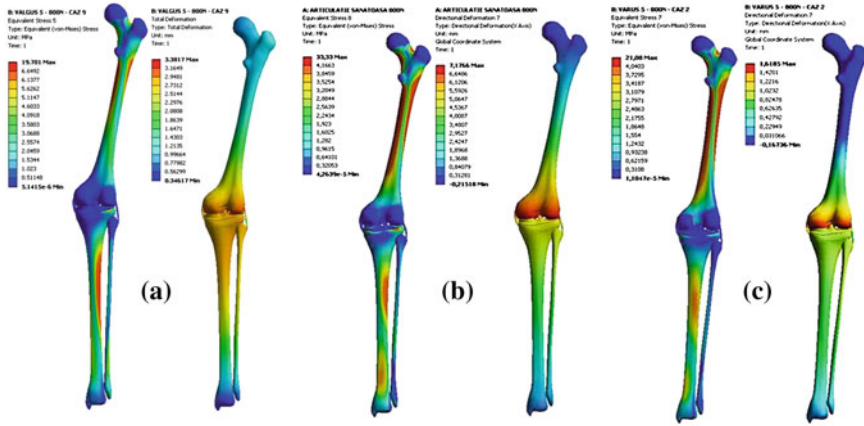 B: VALGUS 5 - 800N - CAZ 9
Equivalent Stress 5
Type: Equivalent (von-Mises) Stress
Unit: MPa
Time: 1
19.701 Max
6.6492
6.1377
5.6262
5.1147
4.6033
4.0918
3.5803
3.0688
2.5574
2.0459
1.5344
1.023
0.51148
5.1415e-6 Min
B: VALGUS 5 - 800N - CAZ 9
Total Deformation
Type: Total Deformation
Unit: mm
Time: 1
3.3817 Max
3.1649
2.9481
2.7312
2.5144
2.2976
2.0808
1.8639
1.6471
1.4303
1.2135
0.99664
0.77982
0.56299
0.34617 Min
(a)
A: ARTICULATIE SANATOASA 800N
Equivalent Stress 8
Type: Equivalent (von-Mises) Stress
Unit: MPa
Time: 1
33,33 Max
4,1663
3,8459
3,5254
3,2049
2,8844
2,5639
2,2434
1,923
1,6025
1,282
0,9615
0,64101
0,32053
4,2639e-5 Min
A: ARTICULATIE SANATOASA 800N
Directional Deformation 7
Type: Directional Deformation(X Axis)
Unit: mm
Global Coordinate System
Time: 1
7,1766 Max
6,6486
6,1206
5,5926
5,0647
4,5367
4,0087
3,4807
2,9527
2,4247
1,8968
1,3688
0,84079
0,31281
-0,21518 Min
(b)
B: VARUS 5 - 800N - CAZ 2
Equivalent Stress 7
Type: Equivalent (von-Mises) Stress
Unit: MPa
Time: 1
21,08 Max
4,0403
3,7295
3,4187
3,1079
2,7971
2,4863
2,1755
1,8648
1,554
1,2432
0,93238
0,62159
0,3108
1,1847e-5 Min
B: VARUS 5 - 800N - CAZ 2
Directional Deformation 7
Type: Directional Deformation(X Axis)
Unit: mm
Global Coordinate System
Time: 1
1,6185 Max
1,4201
1,2216
1,0232
0,82478
0,62635
0,42792
0,22949
0,031066
-0,16736 Min
(c)